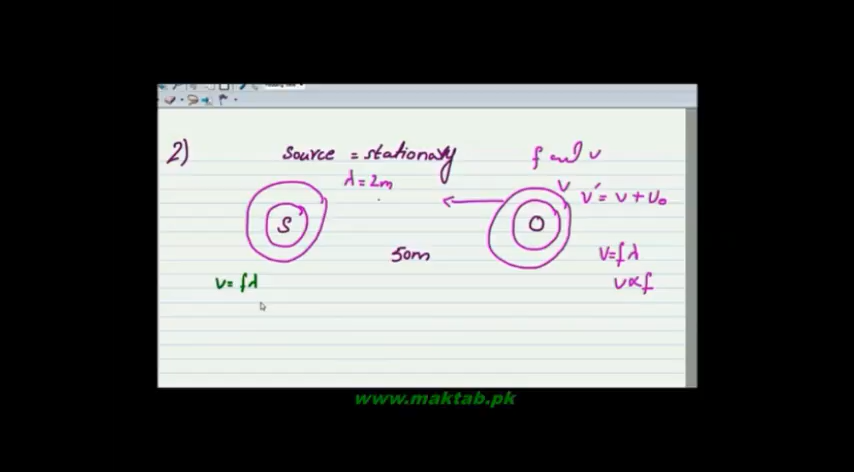 2) Source = stationary f and v
λ = 2m
v
v' = v + v₀
S O
50m
v = fλ
v = fλ
v ∝ f
www.maktab.pk